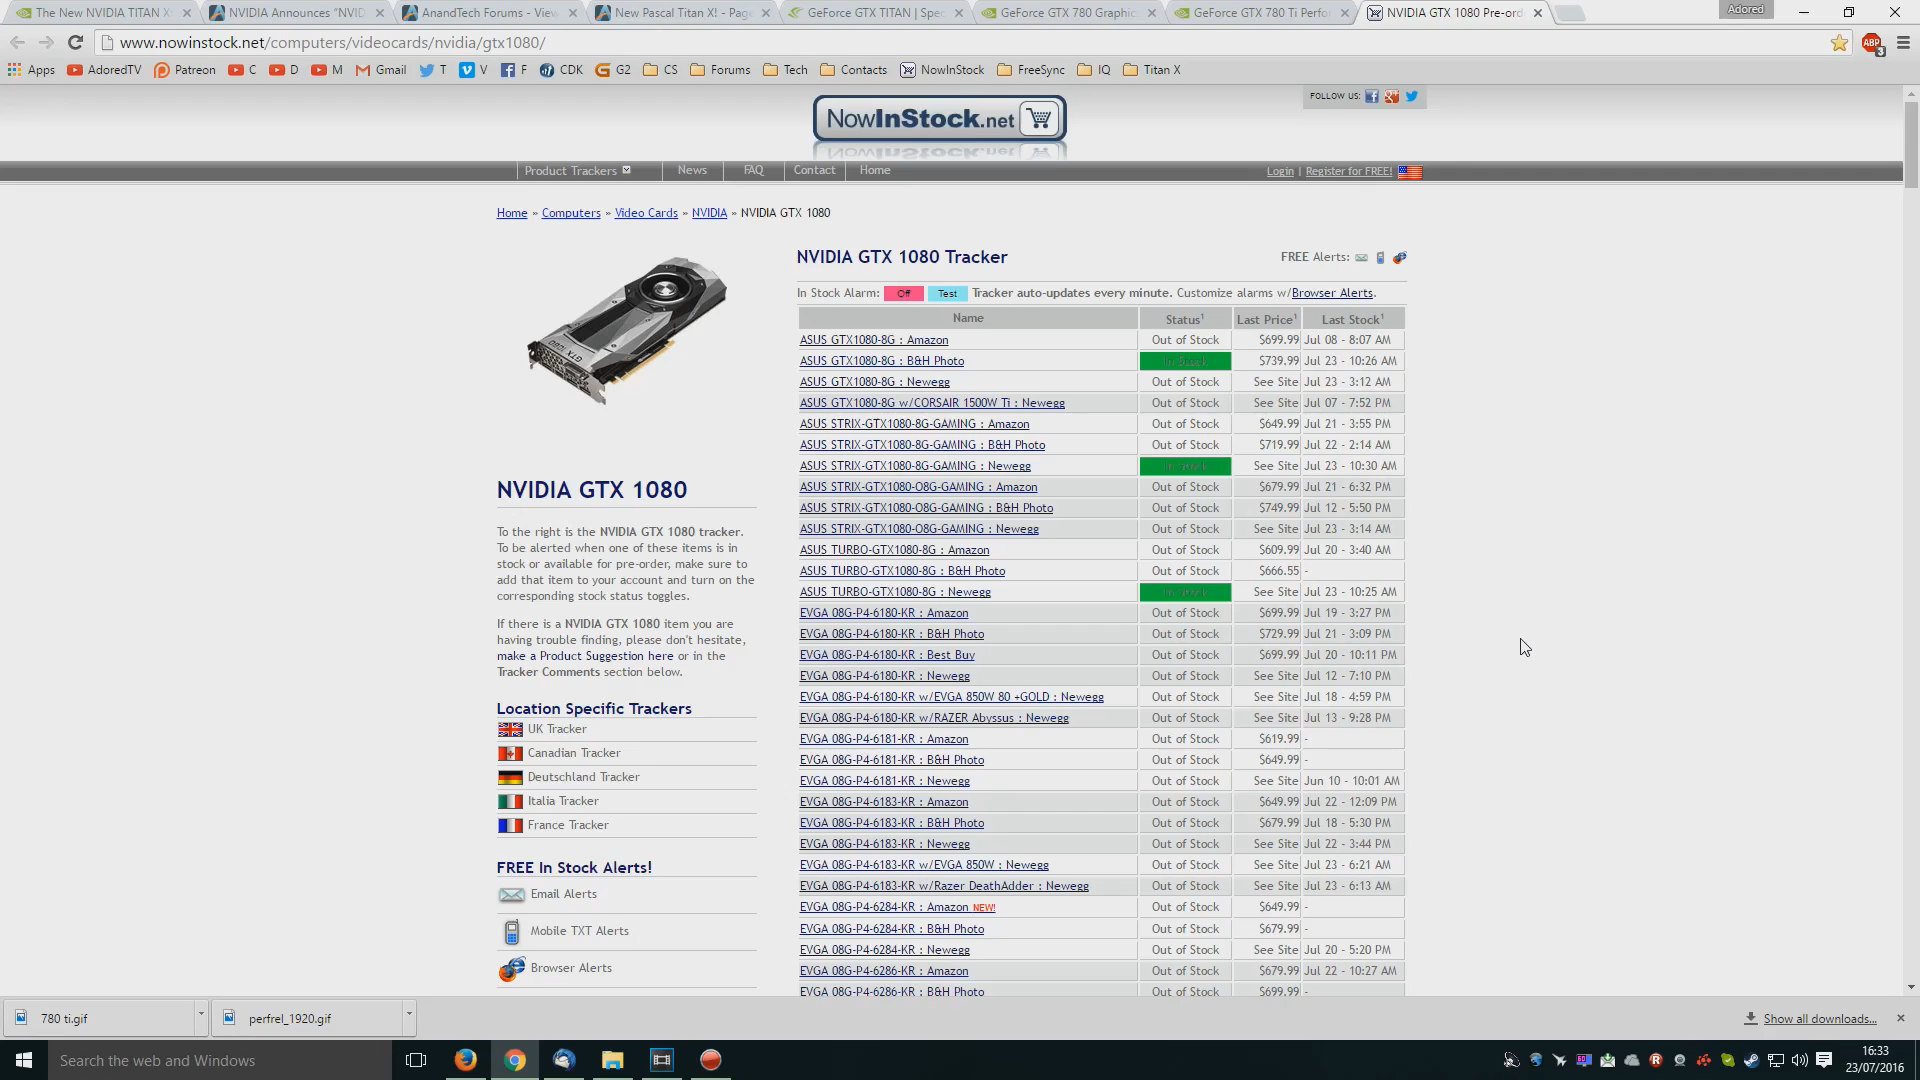 The New NVIDIA TITAN X
NVIDIA Announces "NVID
AnandTech Forums - View
New Pascal Titan X! - Page
GeForce GTX TITAN | Spec
GeForce GTX 780 Graphic
GeForce GTX 780 Ti Perfo
NVIDIA GTX 1080 Pre-ord
Adored
www.nowinstock.net/computers/videocards/nvidia/gtx1080/
ABP 3
Apps AdoredTV Patreon C D M Gmail T V F CDK G2 CS Forums Tech Contacts NowInStock FreeSync IQ Titan X
NowInStock.net
FOLLOW US:
Product Trackers News FAQ Contact Home
Login | Register for FREE!
Home » Computers » Video Cards » NVIDIA » NVIDIA GTX 1080
GTX 1080
NVIDIA GTX 1080
To the right is the NVIDIA GTX 1080 tracker.
To be alerted when one of these items is in
stock or available for pre-order, make sure to
add that item to your account and turn on the
corresponding stock status toggles.
If there is a NVIDIA GTX 1080 item you are
having trouble finding, please don't hesitate,
make a Product Suggestion here or in the
Tracker Comments section below.
Location Specific Trackers
UK Tracker
Canadian Tracker
Deutschland Tracker
Italia Tracker
France Tracker
FREE In Stock Alerts!
Email Alerts
Mobile TXT Alerts
Browser Alerts
NVIDIA GTX 1080 Tracker
FREE Alerts:
In Stock Alarm: Off Test Tracker auto-updates every minute. Customize alarms w/Browser Alerts.
Name Status¹ Last Price¹ Last Stock¹
ASUS GTX1080-8G : Amazon Out of Stock $699.99 Jul 08 - 8:07 AM
ASUS GTX1080-8G : B&H Photo In Stock $739.99 Jul 23 - 10:26 AM
ASUS GTX1080-8G : Newegg Out of Stock See Site Jul 23 - 3:12 AM
ASUS GTX1080-8G w/CORSAIR 1500W Ti : Newegg Out of Stock See Site Jul 07 - 7:52 PM
ASUS STRIX-GTX1080-8G-GAMING : Amazon Out of Stock $649.99 Jul 21 - 3:55 PM
ASUS STRIX-GTX1080-8G-GAMING : B&H Photo Out of Stock $719.99 Jul 22 - 2:14 AM
ASUS STRIX-GTX1080-8G-GAMING : Newegg In Stock See Site Jul 23 - 10:30 AM
ASUS STRIX-GTX1080-O8G-GAMING : Amazon Out of Stock $679.99 Jul 21 - 6:32 PM
ASUS STRIX-GTX1080-O8G-GAMING : B&H Photo Out of Stock $749.99 Jul 12 - 5:50 PM
ASUS STRIX-GTX1080-O8G-GAMING : Newegg Out of Stock See Site Jul 23 - 3:14 AM
ASUS TURBO-GTX1080-8G : Amazon Out of Stock $609.99 Jul 20 - 3:40 AM
ASUS TURBO-GTX1080-8G : B&H Photo Out of Stock $666.55 -
ASUS TURBO-GTX1080-8G : Newegg In Stock See Site Jul 23 - 10:25 AM
EVGA 08G-P4-6180-KR : Amazon Out of Stock $699.99 Jul 19 - 3:27 PM
EVGA 08G-P4-6180-KR : B&H Photo Out of Stock $729.99 Jul 21 - 3:09 PM
EVGA 08G-P4-6180-KR : Best Buy Out of Stock $699.99 Jul 20 - 10:11 PM
EVGA 08G-P4-6180-KR : Newegg Out of Stock See Site Jul 12 - 7:10 PM
EVGA 08G-P4-6180-KR w/EVGA 850W 80 +GOLD : Newegg Out of Stock See Site Jul 18 - 4:59 PM
EVGA 08G-P4-6180-KR w/RAZER Abyssus : Newegg Out of Stock See Site Jul 13 - 9:28 PM
EVGA 08G-P4-6181-KR : Amazon Out of Stock $619.99 -
EVGA 08G-P4-6181-KR : B&H Photo Out of Stock $649.99 -
EVGA 08G-P4-6181-KR : Newegg Out of Stock See Site Jun 10 - 10:01 AM
EVGA 08G-P4-6183-KR : Amazon Out of Stock $649.99 Jul 22 - 12:09 PM
EVGA 08G-P4-6183-KR : B&H Photo Out of Stock $679.99 Jul 18 - 5:30 PM
EVGA 08G-P4-6183-KR : Newegg Out of Stock See Site Jul 22 - 3:44 PM
EVGA 08G-P4-6183-KR w/EVGA 850W : Newegg Out of Stock See Site Jul 23 - 6:21 AM
EVGA 08G-P4-6183-KR w/Razer DeathAdder : Newegg Out of Stock See Site Jul 23 - 6:13 AM
EVGA 08G-P4-6284-KR : Amazon NEW! Out of Stock $649.99 -
EVGA 08G-P4-6284-KR : B&H Photo Out of Stock $679.99 -
EVGA 08G-P4-6284-KR : Newegg Out of Stock See Site Jul 20 - 5:20 PM
EVGA 08G-P4-6286-KR : Amazon Out of Stock $679.99 Jul 22 - 10:27 AM
EVGA 08G-P4-6286-KR : B&H Photo Out of Stock $699.99 -
780 ti.gif
perfrel_1920.gif
Show all downloads...
Search the web and Windows
16:33
23/07/2016